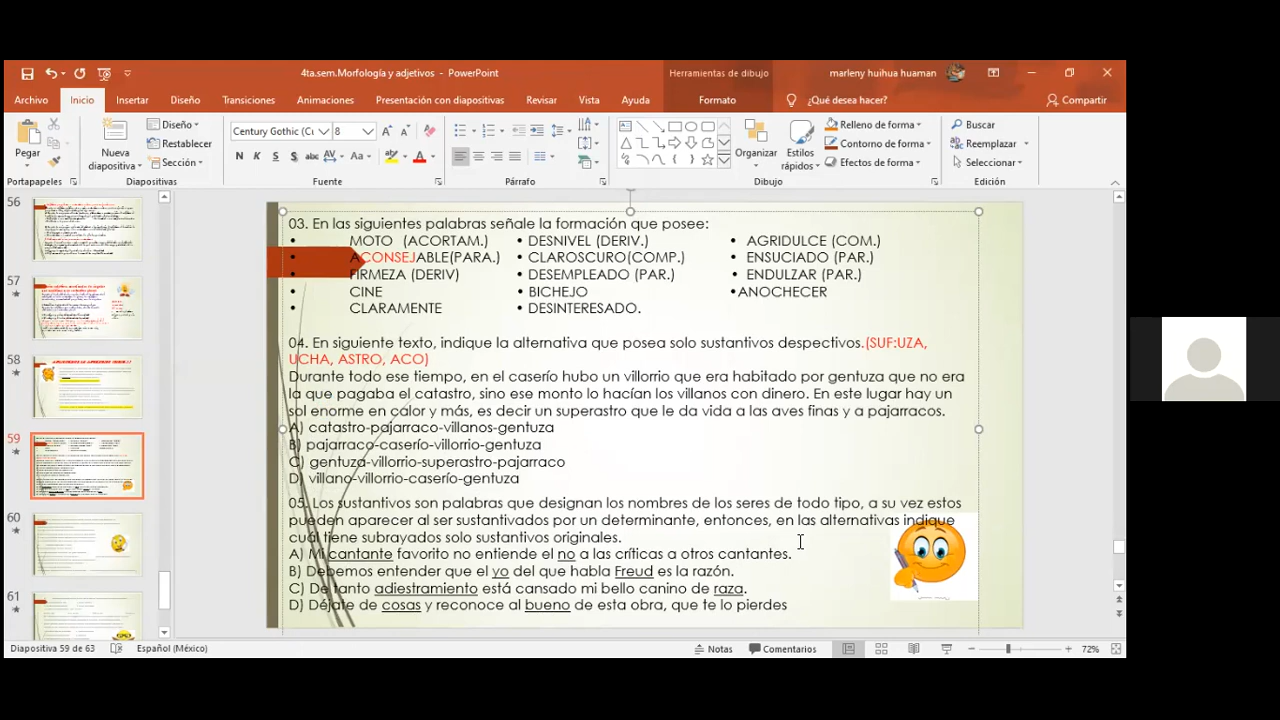 4ta.sem.Morfología y adjetivos - PowerPoint
Herramientas de dibujo
marleny huihua huaman
Archivo Inicio Insertar Diseño Transiciones Animaciones Presentación con diapositivas Revisar Vista Ayuda Formato ¿Qué desea hacer? Compartir
Pegar
Nueva diapositiva
Diseño
Restablecer
Sección
Century Gothic (Cu 8
Organizar
Estilos rápidos
Relleno de forma
Contorno de forma
Efectos de forma
Buscar
Reemplazar
Seleccionar
Portapapeles Diapositivas Fuente Párrafo Dibujo Edición
56
57
58
59
60
61
03. En las siguientes palabras señale la formación que posee:
• MOTO (ACORTAM.) • DESNIVEL (DERIV.) • AGRIDULCE (COM.)
• ACONSEJABLE(PARA.) • CLAROSCURO(COMP.) • ENSUCIADO (PAR.)
• FIRMEZA (DERIV) • DESEMPLEADO (PAR.) • ENDULZAR (PAR.)
• CINE • BICHEJO •ANOCHECER
• CLARAMENTE • DESINTERESADO.
04. En siguiente texto, indique la alternativa que posea solo sustantivos despectivos.(SUF:UZA,
UCHA, ASTRO, ACO)
Durante todo ese tiempo, en el caserío hubo un villorrio que era habitado por gentuza que no
la que pagaba el catastro, sino ese monto lo hacían los villanos con dinero. En este lugar hay un
sol enorme en calor y más, es decir un superastro que le da vida a las aves finas y a pajarracos.
A) catastro-pajarraco-villanos-gentuza
B) caserío-villorrio-gentuza
C) gentuza-villorrio-superastro-pajarraco
D) villano-villorrio-caserío-gentuza
05. Los sustantivos son palabras que designan los nombres de los seres de todo tipo, a su vez estos
pueden aparecer al ser sustantivados por un determinante, entonces, en las alternativas indique
cuál tiene subrayados solo sustantivos originales.
A) Mi cantante favorito no entiende el no a las críticas a otros cantantes.
B) Debemos entender que el yo del que habla Freud es la razón.
C) De tanto adiestramiento está cansado mi bello canino de raza.
D) Déjate de cosas y reconoce al bueno de esta obra, que te lo pierdes
Diapositiva 59 de 63 Español (México) Notas Comentarios 72%